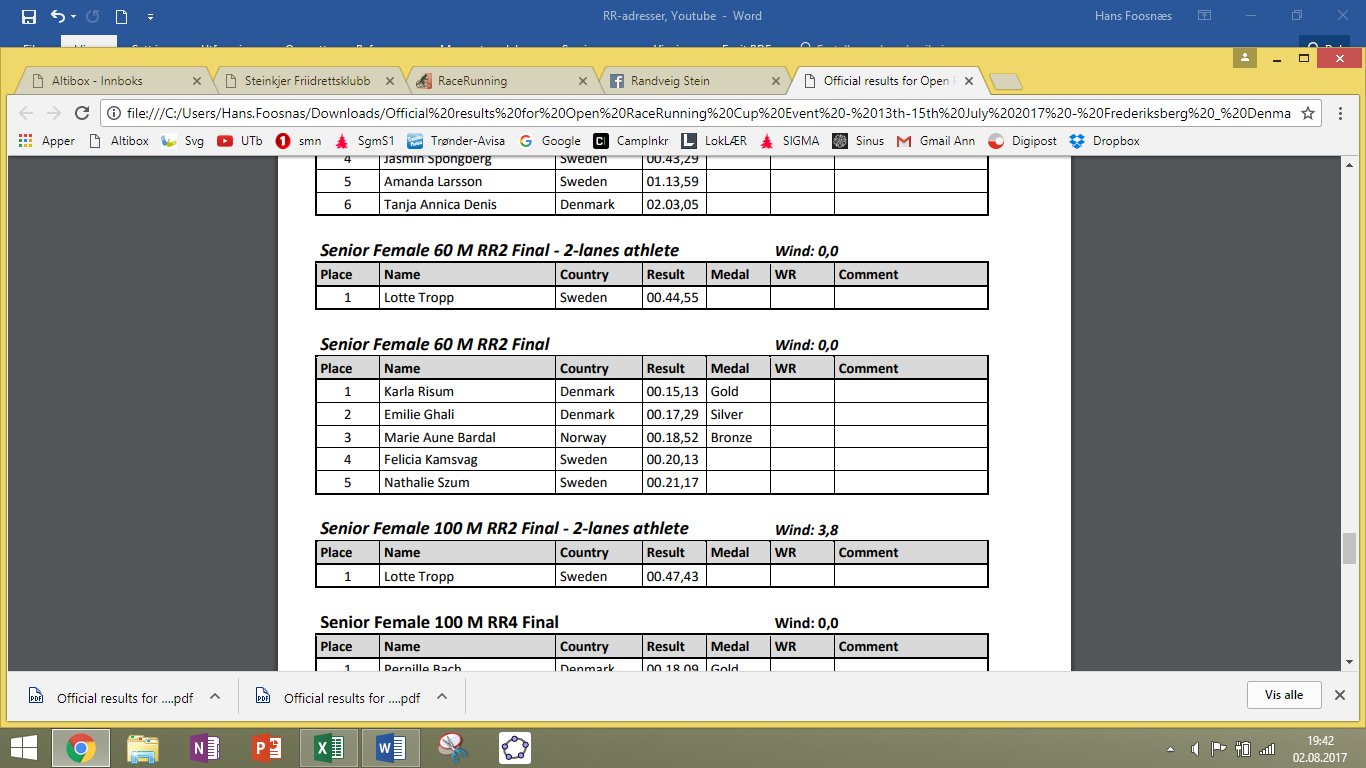 RR-adresser, Youtube - Word
Hans Foosnæs
Altibox - Innboks
Steinkjer Friidrettsklubb
RaceRunning
Randveig Stein
Official results for Open
file:///C:/Users/Hans.Foosnas/Downloads/Official%20results%20for%20Open%20RaceRunning%20Cup%20Event%20-%2013th-15th%20July%202017%20-%20Frederiksberg%20_%20Denma
Apper Altibox Svg UTb smn SgmS1 Trønder-Avisa Google CampInkr LokLÆR SIGMA Sinus Gmail Ann Digipost Dropbox
4 Jasmin Spongberg Sweden 00.43,29
5 Amanda Larsson Sweden 01.13,59
6 Tanja Annica Denis Denmark 02.03,05
Senior Female 60 M RR2 Final - 2-lanes athlete Wind: 0,0
Place Name Country Result Medal WR Comment
1 Lotte Tropp Sweden 00.44,55
Senior Female 60 M RR2 Final Wind: 0,0
Place Name Country Result Medal WR Comment
1 Karla Risum Denmark 00.15,13 Gold
2 Emilie Ghali Denmark 00.17,29 Silver
3 Marie Aune Bardal Norway 00.18,52 Bronze
4 Felicia Kamsvag Sweden 00.20,13
5 Nathalie Szum Sweden 00.21,17
Senior Female 100 M RR2 Final - 2-lanes athlete Wind: 3,8
Place Name Country Result Medal WR Comment
1 Lotte Tropp Sweden 00.47,43
Senior Female 100 M RR4 Final Wind: 0,0
Place Name Country Result Medal WR Comment
1 Pernille Bach Denmark 00.18,09 Gold
Official results for ....pdf
Official results for ....pdf
Vis alle
19:42
02.08.2017